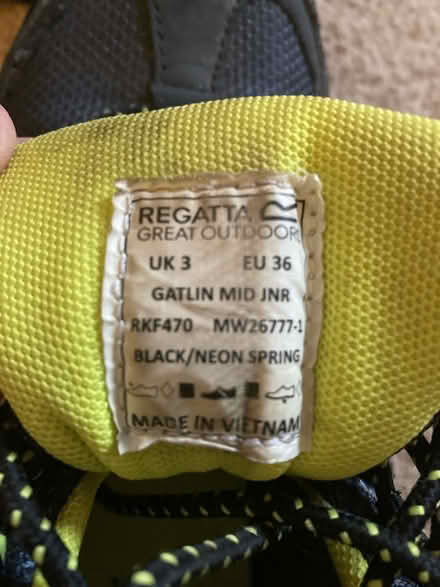 REGATTA
GREAT OUTDOORS
UK 3 EU 36
GATLIN MID JNR
RKF470 MW26777-1
BLACK/NEON SPRING
MADE IN VIETNAM